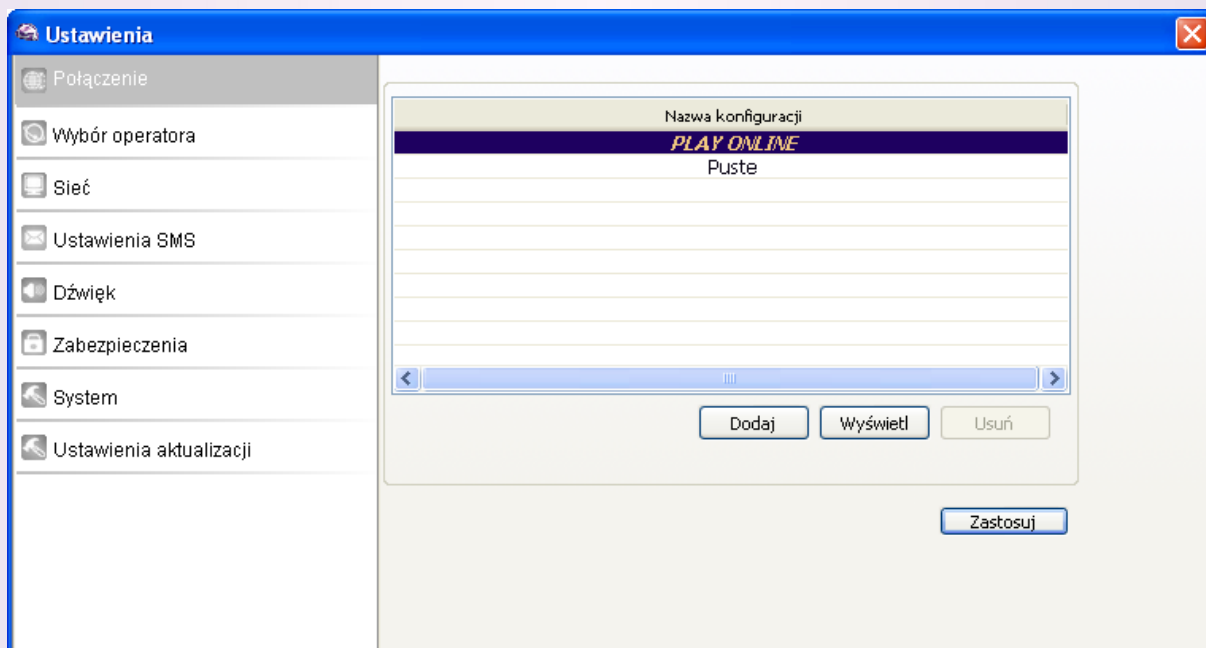 Ustawienia
Połączenie
Wybór operatora
Sieć
Ustawienia SMS
Dźwięk
Zabezpieczenia
System
Ustawienia aktualizacji
Nazwa konfiguracji
PLAY ONLINE
Puste
Dodaj
Wyświetl
Usuń
Zastosuj